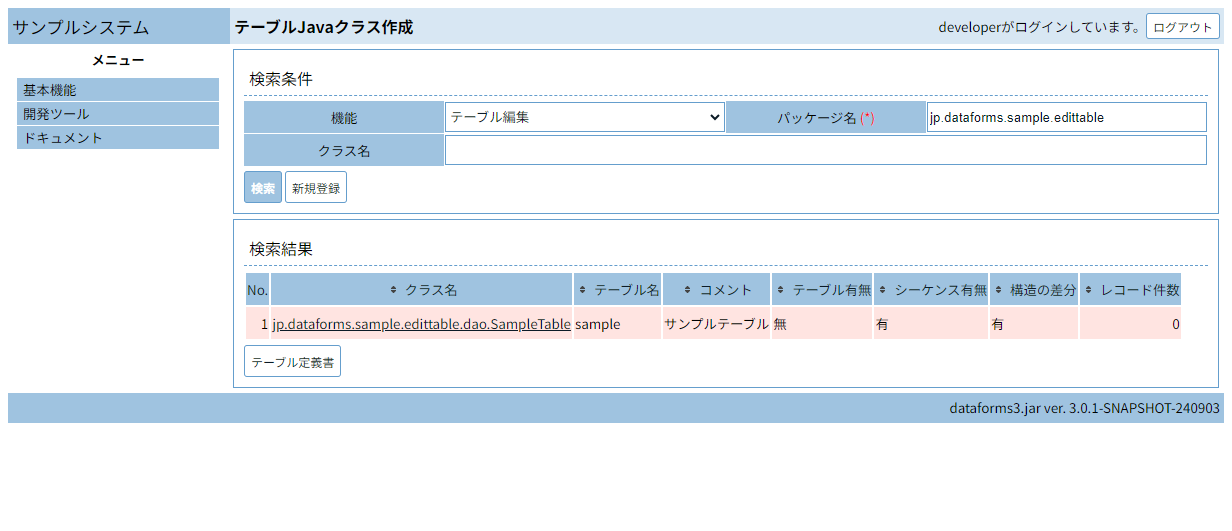 サンプルシステム
テーブルJavaクラス作成
developerがログインしています。 ログアウト
メニュー
基本機能
開発ツール
ドキュメント
検索条件
機能 テーブル編集 パッケージ名 (*) jp.dataforms.sample.edittable
クラス名
検索 新規登録
検索結果
No. クラス名 テーブル名 コメント テーブル有無 シーケンス有無 構造の差分 レコード件数
1 jp.dataforms.sample.edittable.dao.SampleTable sample サンプルテーブル 無 有 有 0
テーブル定義書
dataforms3.jar ver. 3.0.1-SNAPSHOT-240903